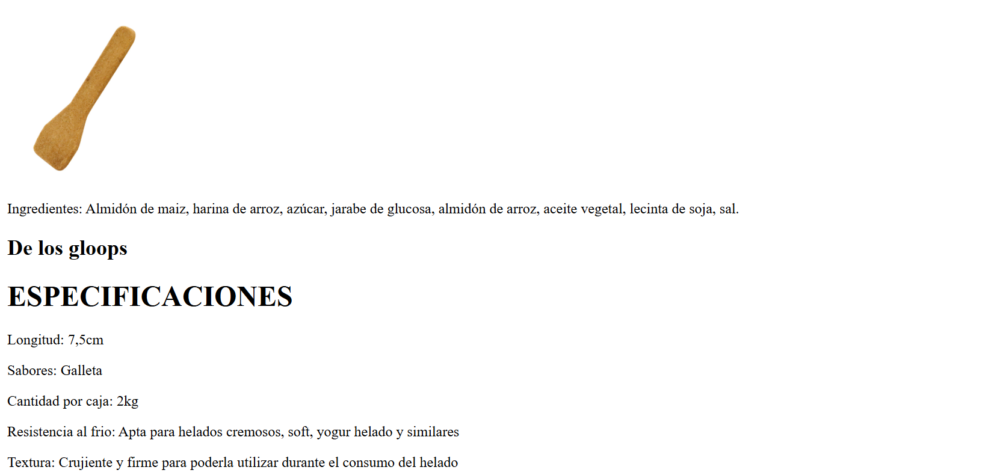 Ingredientes: Almidón de maiz, harina de arroz, azúcar, jarabe de glucosa, almidón de arroz, aceite vegetal, lecinta de soja, sal.
De los gloops
ESPECIFICACIONES
Longitud: 7,5cm
Sabores: Galleta
Cantidad por caja: 2kg
Resistencia al frio: Apta para helados cremosos, soft, yogur helado y similares
Textura: Crujiente y firme para poderla utilizar durante el consumo del helado